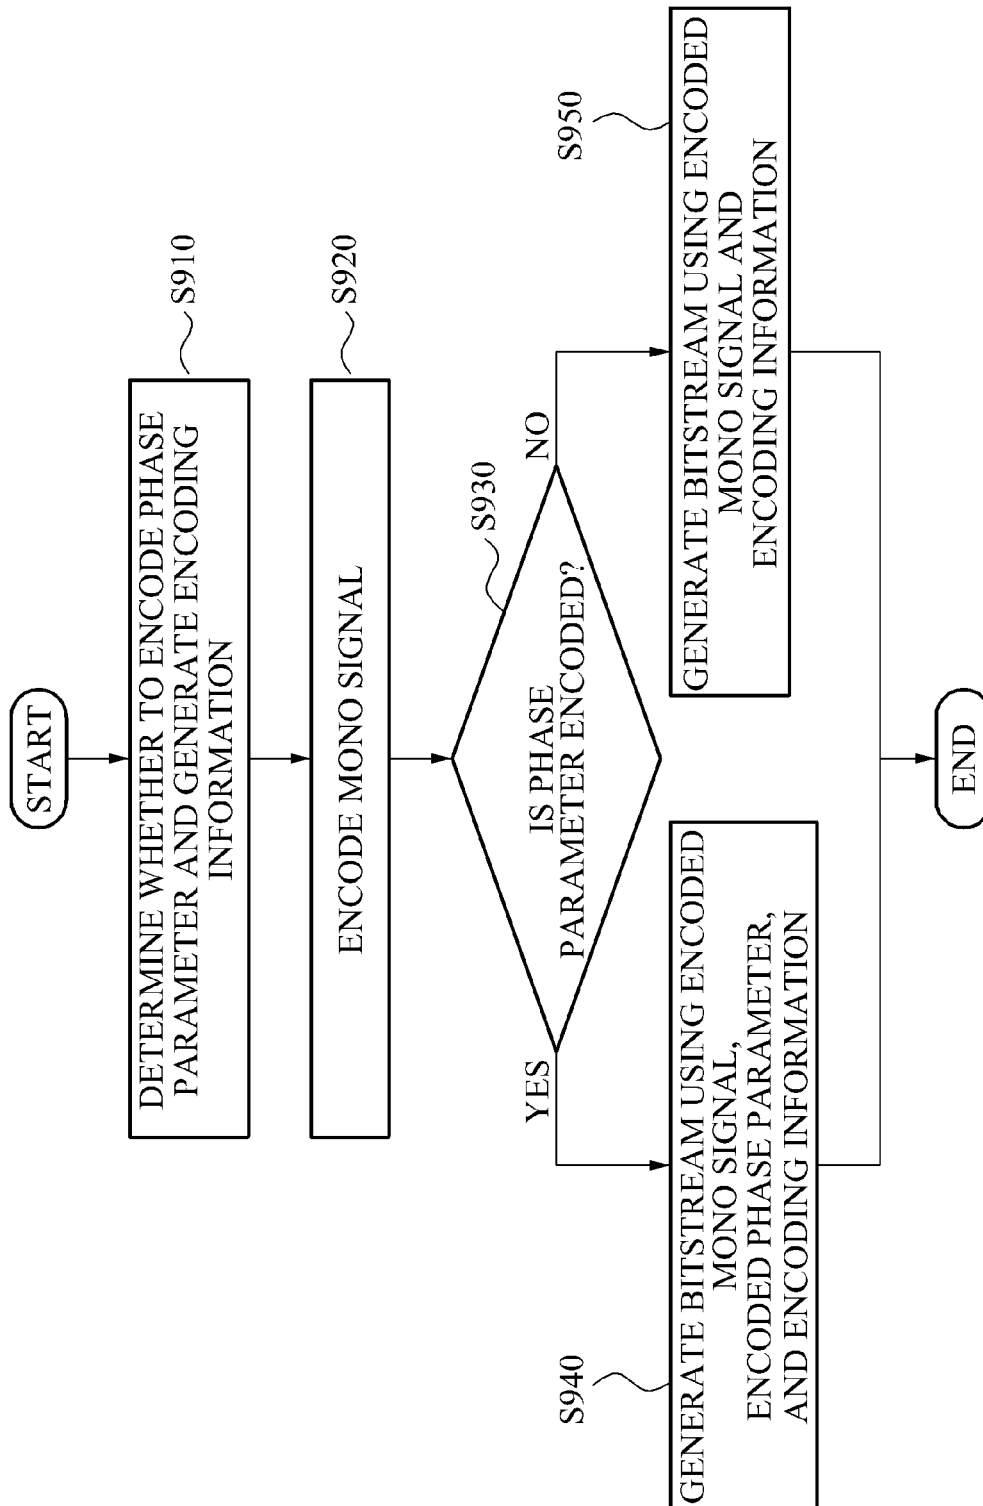 START
DETERMINE WHETHER TO ENCODE PHASE
PARAMETER AND GENERATE ENCODING
INFORMATION
S910
ENCODE MONO SIGNAL
S920
IS PHASE
PARAMETER ENCODED?
S930
YES
NO
GENERATE BITSTREAM USING ENCODED
MONO SIGNAL,
ENCODED PHASE PARAMETER,
AND ENCODING INFORMATION
S940
GENERATE BITSTREAM USING ENCODED
MONO SIGNAL AND
ENCODING INFORMATION
S950
END